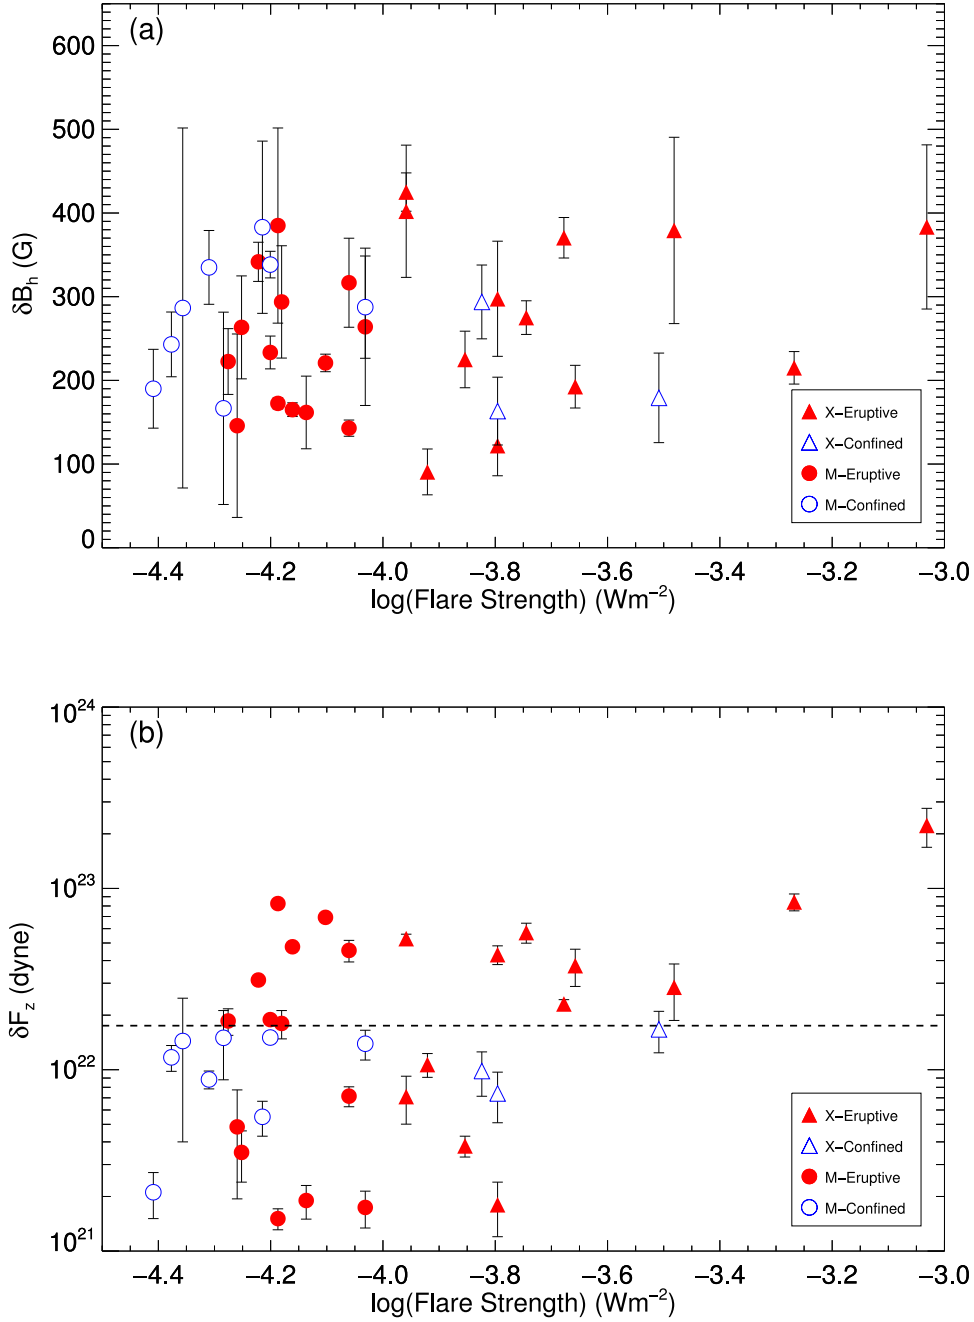 (a)
600
500
400
300
200
100
0
δB_h (G)
−4.4 −4.2 −4.0 −3.8 −3.6 −3.4 −3.2 −3.0
log(Flare Strength) (Wm⁻²)
X−Eruptive
X−Confined
M−Eruptive
M−Confined
(b)
10²⁴
10²³
10²²
10²¹
δF_z (dyne)
−4.4 −4.2 −4.0 −3.8 −3.6 −3.4 −3.2 −3.0
log(Flare Strength) (Wm⁻²)
X−Eruptive
X−Confined
M−Eruptive
M−Confined